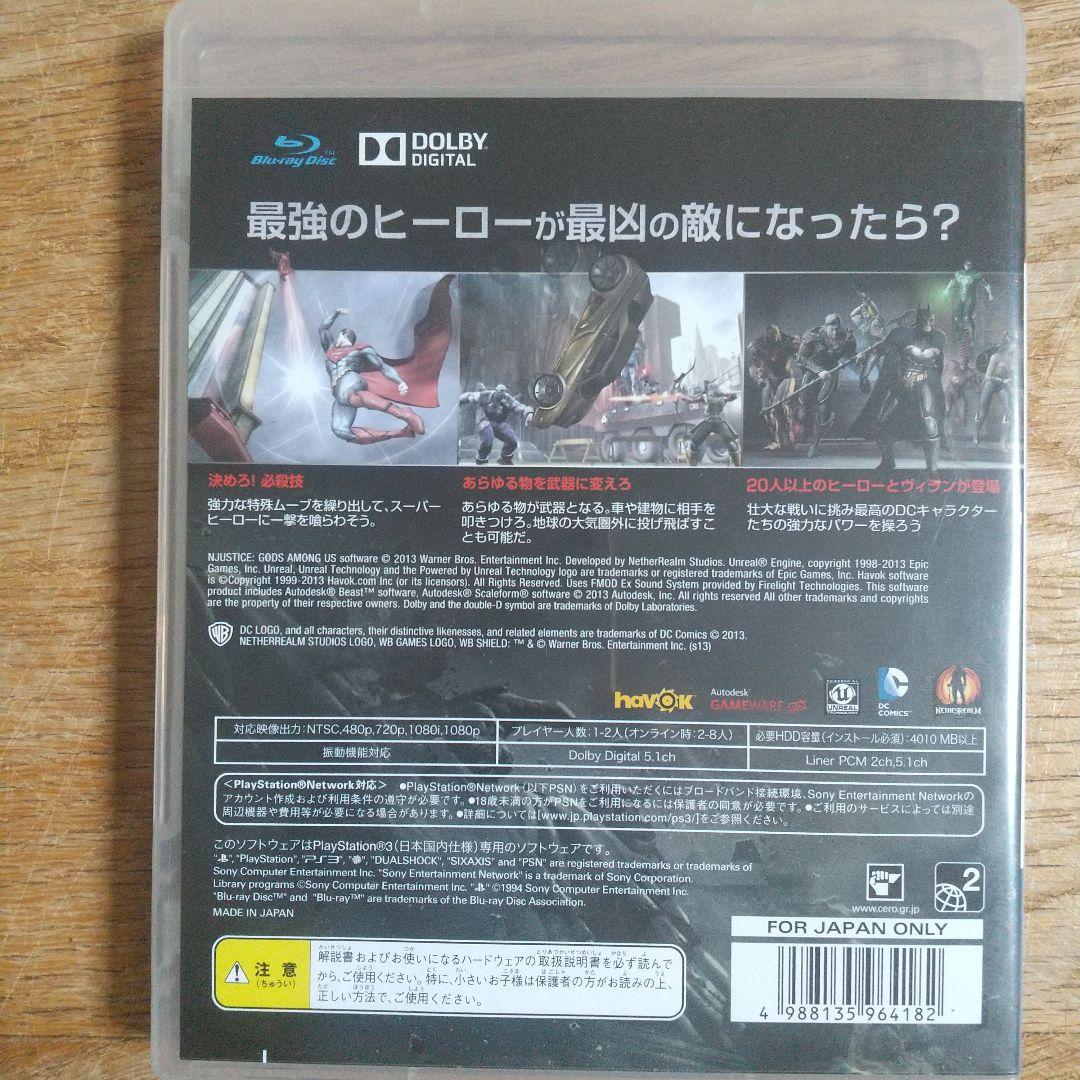 Blu-ray Disc™
DOLBY
DIGITAL
最強のヒーローが最凶の敵になったら?
決めろ! 必殺技
強力な特殊ムーブを繰り出して、スーパー
ヒーローに一撃を喰らわそう。
あらゆる物を武器に変えろ
あらゆる物が武器となる。車や建物に相手を
叩きつけろ。地球の大気圏外に投げ飛ばすこ
とも可能だ。
20人以上のヒーローとヴィランが登場
壮大な戦いに挑み最高のDCキャラクター
たちの強力なパワーを操ろう
NJUSTICE: GODS AMONG US software © 2013 Warner Bros. Entertainment Inc. Developed by NetherRealm Studios. Unreal® Engine, copyright 1998-2013 Epic
Games, Inc. Unreal, Unreal Technology and the Powered by Unreal Technology logo are trademarks or registered trademarks of Epic Games, Inc. Havok software
is ©Copyright 1999-2013 Havok.com Inc (or its licensors). All Rights Reserved. Uses FMOD Ex Sound System provided by Firelight Technologies. This software
product includes Autodesk® Beast™ software, Autodesk® Scaleform® software © 2013 Autodesk, Inc. All rights reserved All other trademarks and copyrights
are the property of their respective owners. Dolby and the double-D symbol are trademarks of Dolby Laboratories.
WB
DC LOGO, and all characters, their distinctive likenesses, and related elements are trademarks of DC Comics © 2013.
NETHERREALM STUDIOS LOGO, WB GAMES LOGO, WB SHIELD: ™ & © Warner Bros. Entertainment Inc. (s13)
havok
Autodesk
GAMEWARE
UNREAL
TECHNOLOGY
DC
COMICS™
NETHERREALM
対応映像出力:NTSC,480p,720p,1080i,1080p
プレイヤー人数:1-2人(オンライン時:2-8人)
必要HDD容量(インストール必須):4010 MB以上
振動機能対応
Dolby Digital 5.1ch
Liner PCM 2ch,5.1ch
<PlayStation®Network対応> ●PlayStation®Network(以下PSN)をご利用いただくにはブロードバンド接続環境、Sony Entertainment Networkの
アカウント作成および利用条件の遵守が必要です。●18歳未満の方がPSNをご利用になるには保護者の同意が必要です。●ご利用のサービスによっては別途
周辺機器や費用等が必要になる場合があります。●詳細については[www.jp.playstation.com/ps3/]をご参照ください。
このソフトウェアはPlayStation®3(日本国内仕様)専用のソフトウェアです。
" ", "PlayStation", "PS3", " ", "DUALSHOCK", "SIXAXIS" and "PSN" are registered trademarks or trademarks of
Sony Computer Entertainment Inc. "Sony Entertainment Network" is a trademark of Sony Corporation.
Library programs ©Sony Computer Entertainment Inc. " " ©1994 Sony Computer Entertainment Inc.
"Blu-ray Disc™" and "Blu-ray™" are trademarks of the Blu-ray Disc Association.
MADE IN JAPAN
www.cero.gr.jp
2
FOR JAPAN ONLY
4 988135 964182
注意
(ちゅうい)
解説書およびお使いになるハードウェアの取扱説明書を必ず読んで
から、ご使用ください。特に、小さいお子様は保護者の方がお読みの上、
正しい方法で、ご使用ください。